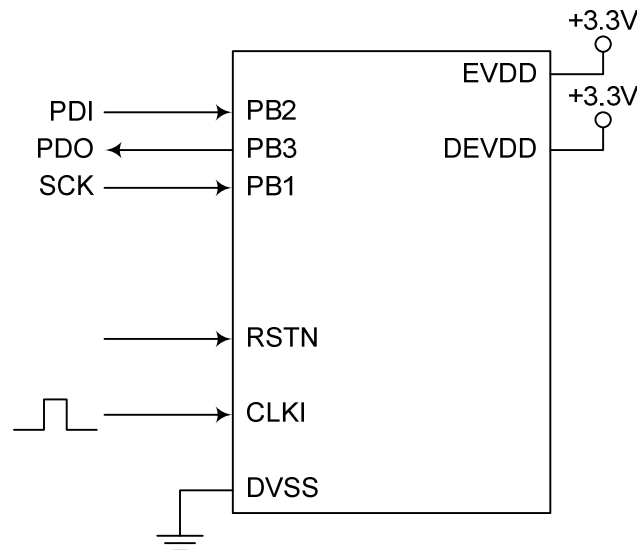 +3.3V
EVDD
+3.3V
PDI PB2
PDO PB3 DEVDD
SCK PB1
RSTN
CLKI
DVSS